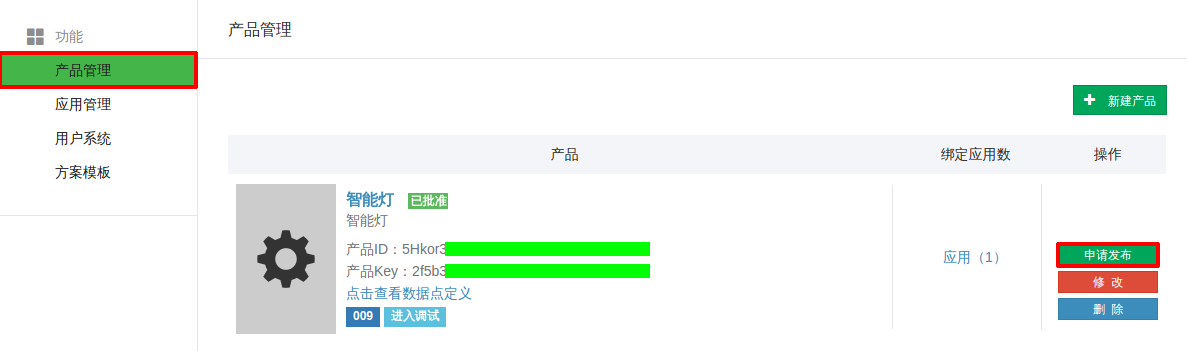 功能
产品管理
应用管理
用户系统
方案模板
产品管理
新建产品
产品 绑定应用数 操作
智能灯 已批准
智能灯
产品ID：5Hkor3
产品Key：2f5b3
点击查看数据点定义
009 进入调试
应用（1）
申请发布
修 改
删 除